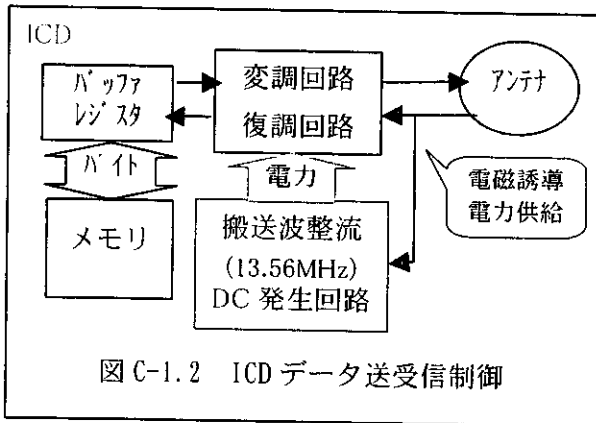 ICD
バッファ
レジスタ
変調回路
復調回路
アンテナ
バイト
電力
電磁誘導
電力供給
メモリ
搬送波整流
(13.56MHz)
DC 発生回路
図 C-1.2 ICD データ送受信制御